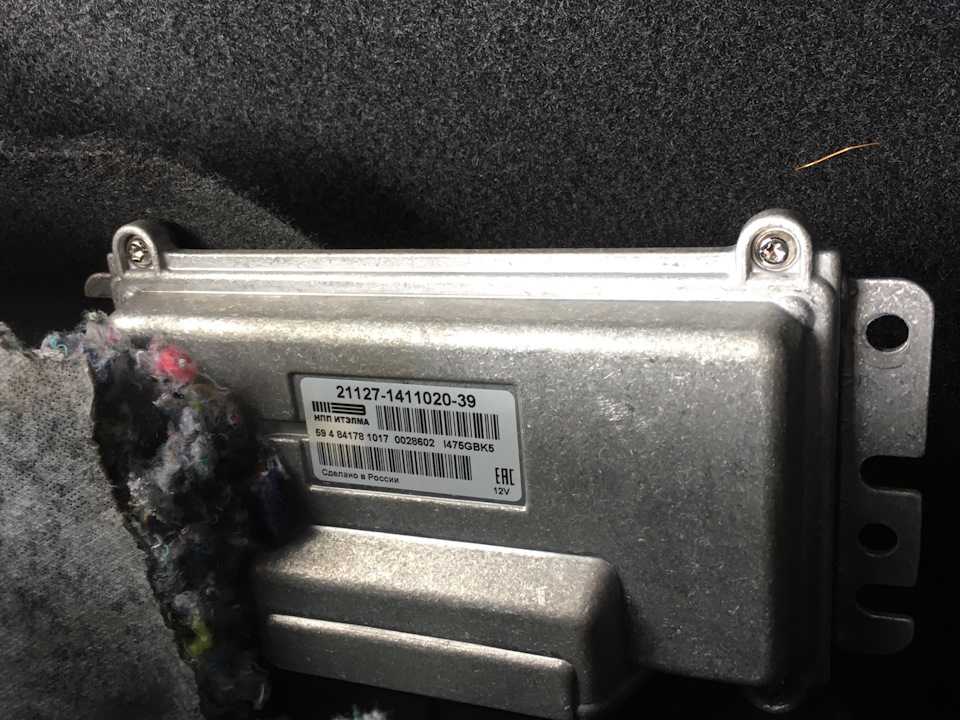 21127-1411020-39
НПП ИТЭЛМА
59 4 84178 1017 0028602 I475GBK5
Сделано в России
EAC
12V